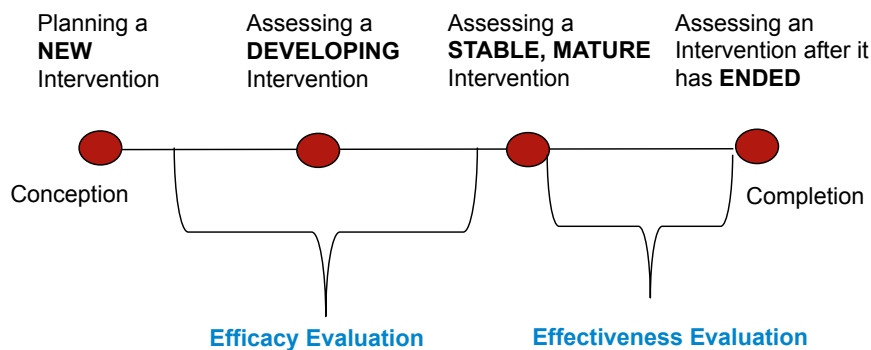 Planning a
NEW
Intervention
Assessing a
DEVELOPING
Intervention
Assessing a
STABLE, MATURE
Intervention
Assessing an
Intervention after it
has ENDED
Conception
Completion
Efficacy Evaluation
Effectiveness Evaluation